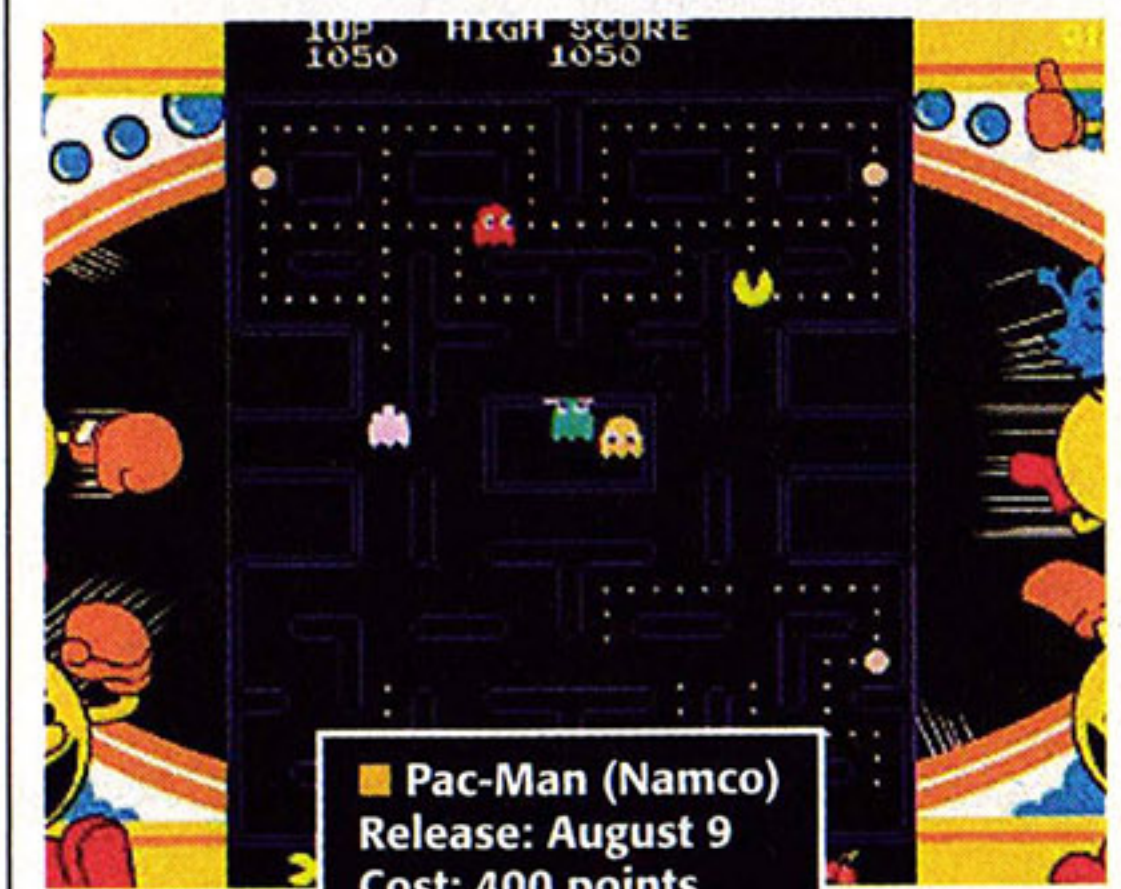 1UP HIGH SCORE
1050 1050
Pac-Man (Namco)
Release: August 9
Cost: 400 points